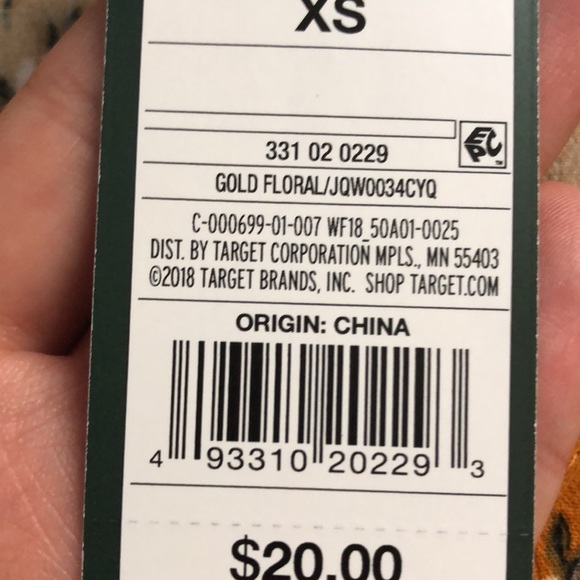 XS
EPC
331 02 0229
GOLD FLORAL/JQW0034CYQ
C-000699-01-007 WF18_50A01-0025
DIST. BY TARGET CORPORATION MPLS., MN 55403
©2018 TARGET BRANDS, INC. SHOP TARGET.COM
ORIGIN: CHINA
4 93310 20229 3
$20.00